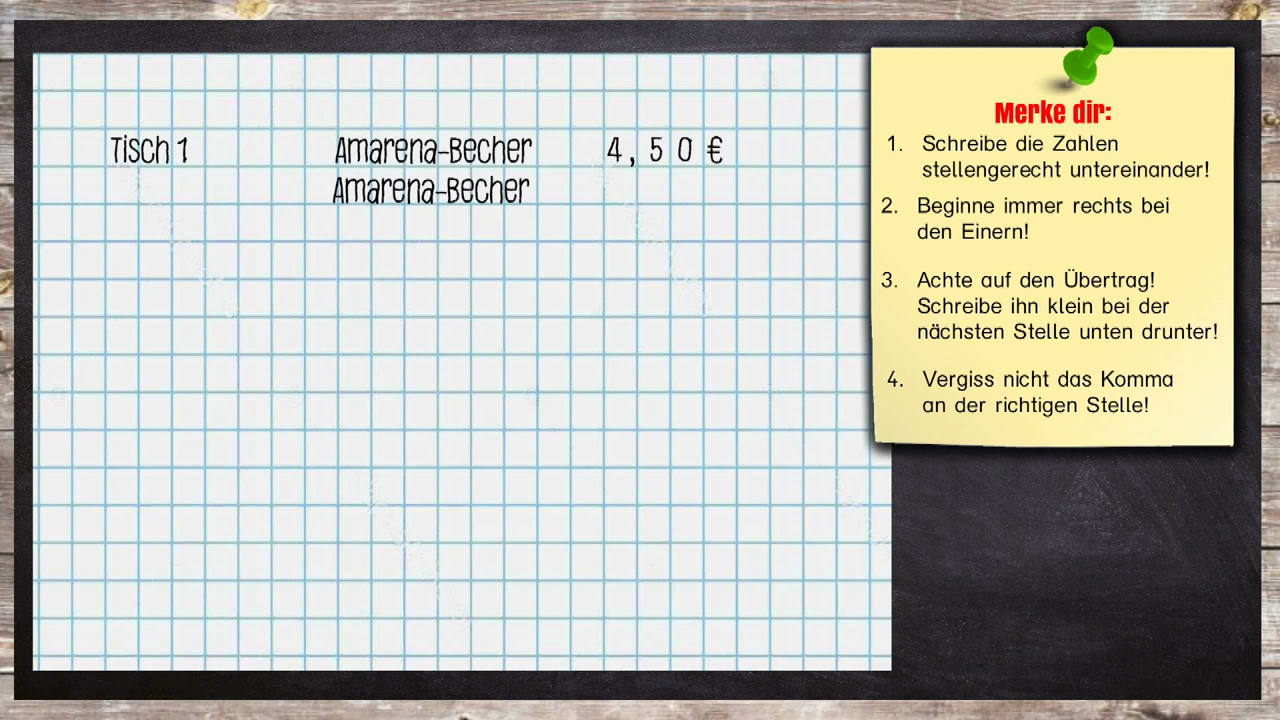 Tisch 1 Amarena-Becher 4,50 €
Amarena-Becher
Merke dir:
1. Schreibe die Zahlen
stellengerecht untereinander!
2. Beginne immer rechts bei
den Einern!
3. Achte auf den Übertrag!
Schreibe ihn klein bei der
nächsten Stelle unten drunter!
4. Vergiss nicht das Komma
an der richtigen Stelle!